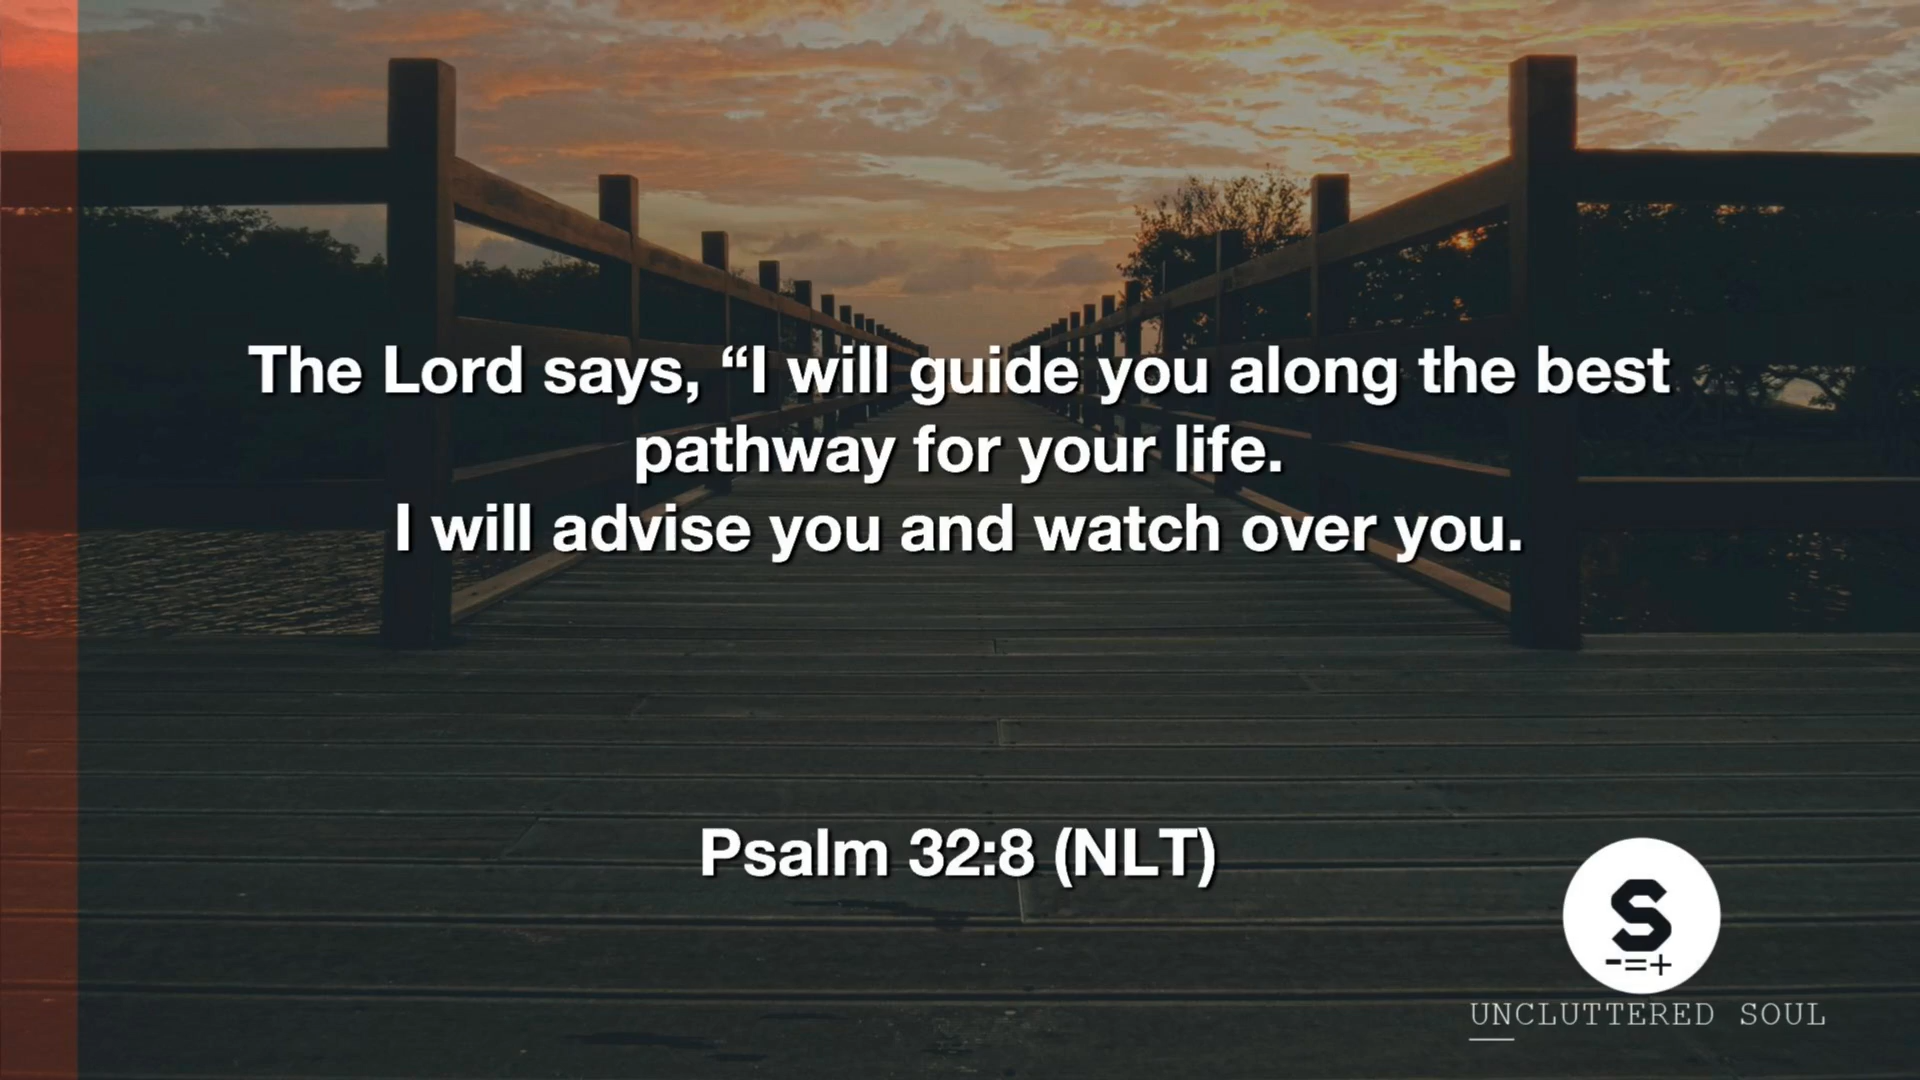 The Lord says, “I will guide you along the best
pathway for your life.
I will advise you and watch over you.
Psalm 32:8 (NLT)
S
-=+
UNCLUTTERED SOUL